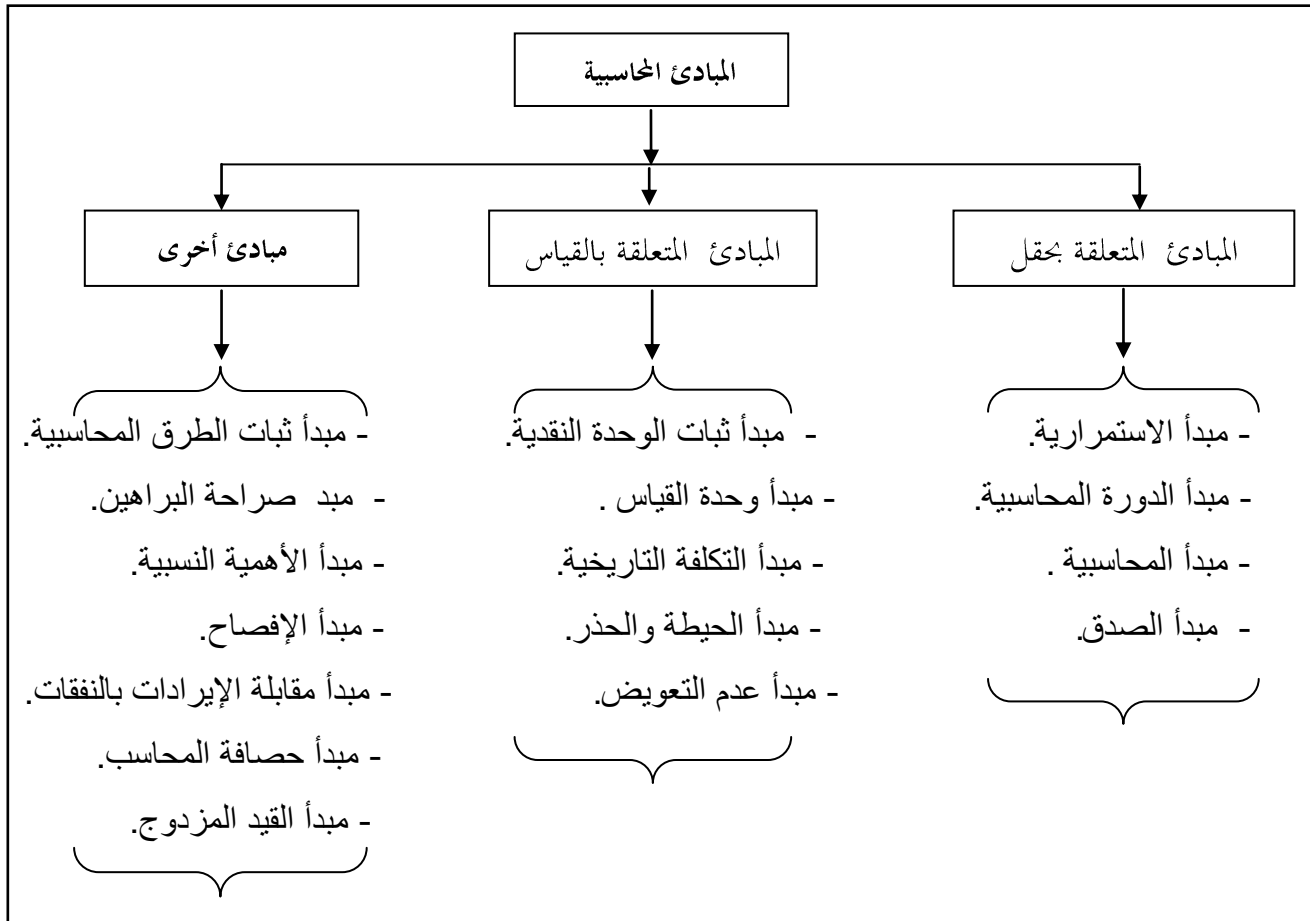 المبادئ المحاسبية
المبادئ المتعلقة بحقل
- مبدأ الاستمرارية.
- مبدأ الدورة المحاسبية.
- مبدأ المحاسبية .
- مبدأ الصدق.
المبادئ المتعلقة بالقياس
- مبدأ ثبات الوحدة النقدية.
- مبدأ وحدة القياس .
- مبدأ التكلفة التاريخية.
- مبدأ الحيطة والحذر.
- مبدأ عدم التعويض.
مبادئ أخرى
- مبدأ ثبات الطرق المحاسبية.
- مبد صراحة البراهين.
- مبدأ الأهمية النسبية.
- مبدأ الإفصاح.
- مبدأ مقابلة الإيرادات بالنفقات.
- مبدأ حصافة المحاسب.
- مبدأ القيد المزدوج.